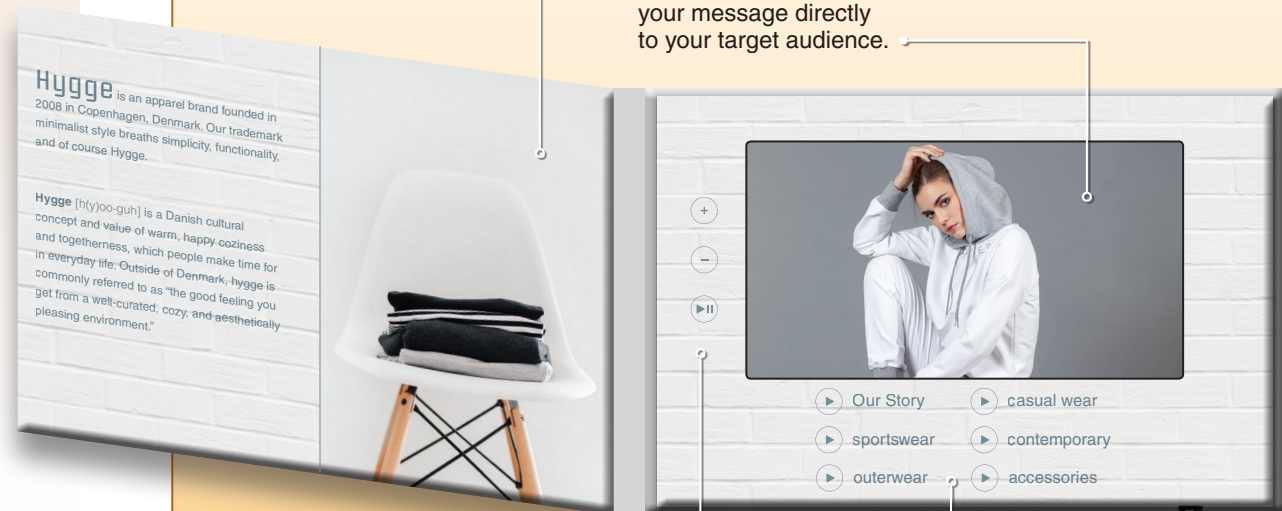 your message directly
to your target audience.
Hygge is an apparel brand founded in
2008 in Copenhagen, Denmark. Our trademark
minimalist style breaths simplicity, functionality,
and of course Hygge.
Hygge [h(y)oo-guh] is a Danish cultural
concept and value of warm, happy coziness
and togetherness, which people make time for
in everyday life. Outside of Denmark, hygge is
commonly referred to as “the good feeling you
get from a well-curated, cozy, and aesthetically
pleasing environment.”
Our Story
casual wear
sportswear
contemporary
outerwear
accessories